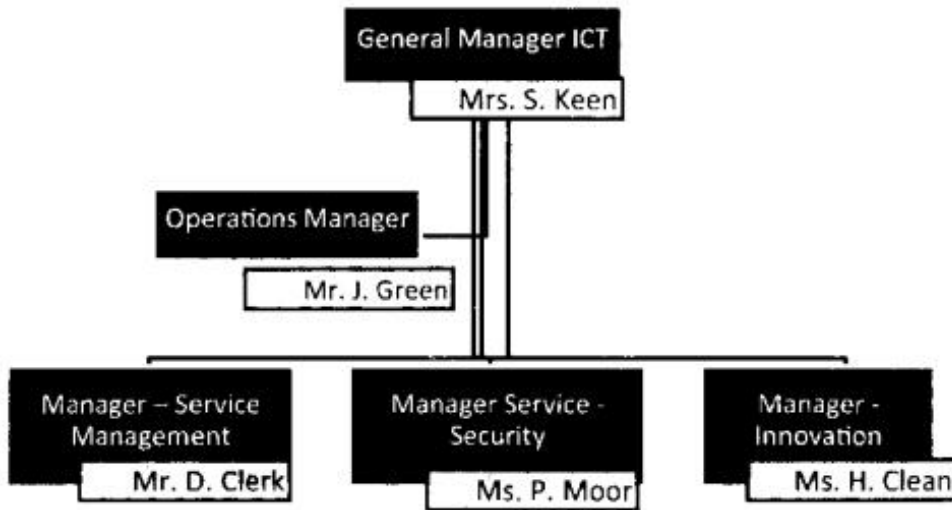 General Manager ICT
Mrs. S. Keen
Operations Manager
Mr. J. Green
Manager – Service
Management
Mr. D. Clerk
Manager Service -
Security
Ms. P. Moor
Manager -
Innovation
Ms. H. Clean